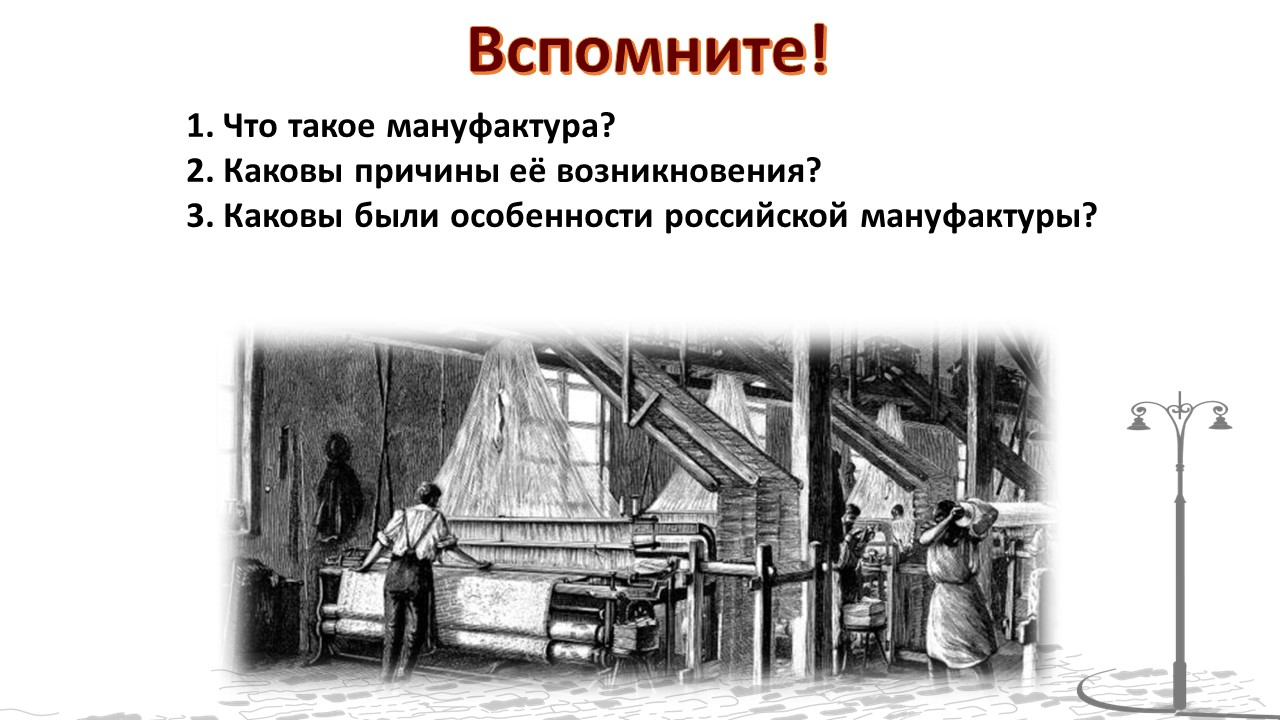 Вспомните!
1. Что такое мануфактура?
2. Каковы причины её возникновения?
3. Каковы были особенности российской мануфактуры?